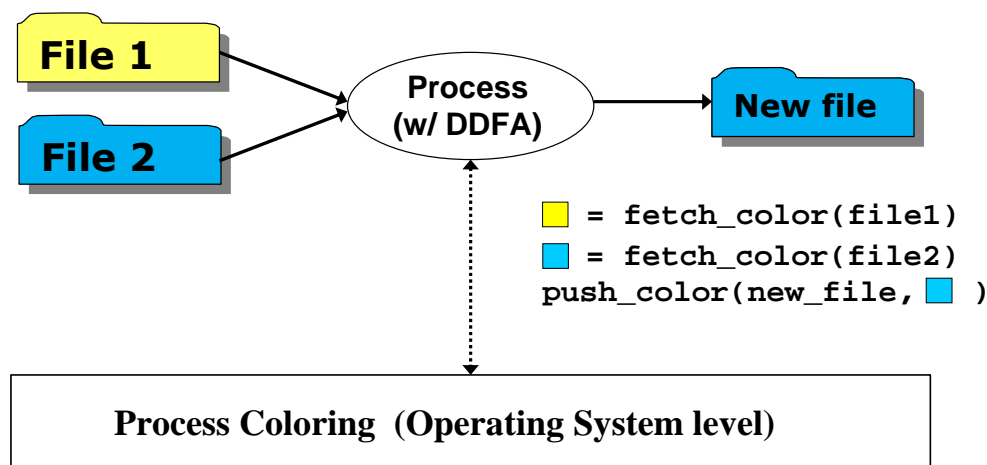 File 1
File 2
Process
(w/ DDFA)
New file
= fetch_color(file1)
= fetch_color(file2)
push_color(new_file, )
Process Coloring (Operating System level)